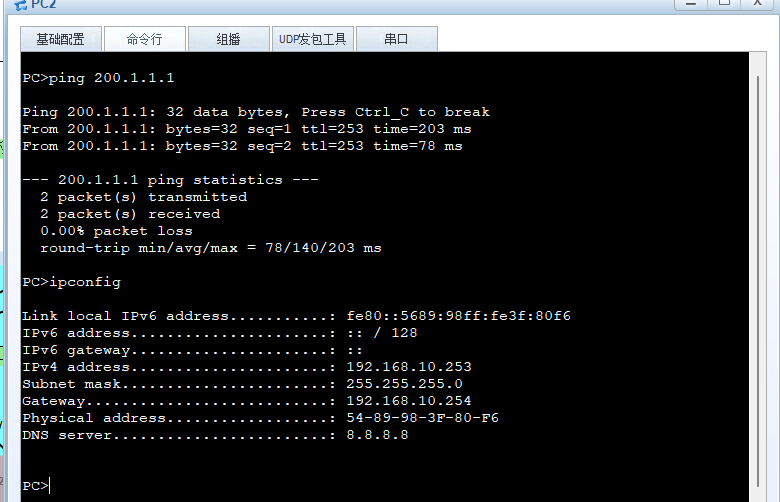 PC2
基础配置
命令行
组播
UDP发包工具
串口
PC>ping 200.1.1.1
Ping 200.1.1.1: 32 data bytes, Press Ctrl_C to break
From 200.1.1.1: bytes=32 seq=1 ttl=253 time=203 ms
From 200.1.1.1: bytes=32 seq=2 ttl=253 time=78 ms
--- 200.1.1.1 ping statistics ---
2 packet(s) transmitted
2 packet(s) received
0.00% packet loss
round-trip min/avg/max = 78/140/203 ms
PC>ipconfig
Link local IPv6 address...........: fe80::5689:98ff:fe3f:80f6
IPv6 address......................: :: / 128
IPv6 gateway......................: ::
IPv4 address......................: 192.168.10.253
Subnet mask.......................: 255.255.255.0
Gateway...........................: 192.168.10.254
Physical address..................: 54-89-98-3F-80-F6
DNS server........................: 8.8.8.8
PC>